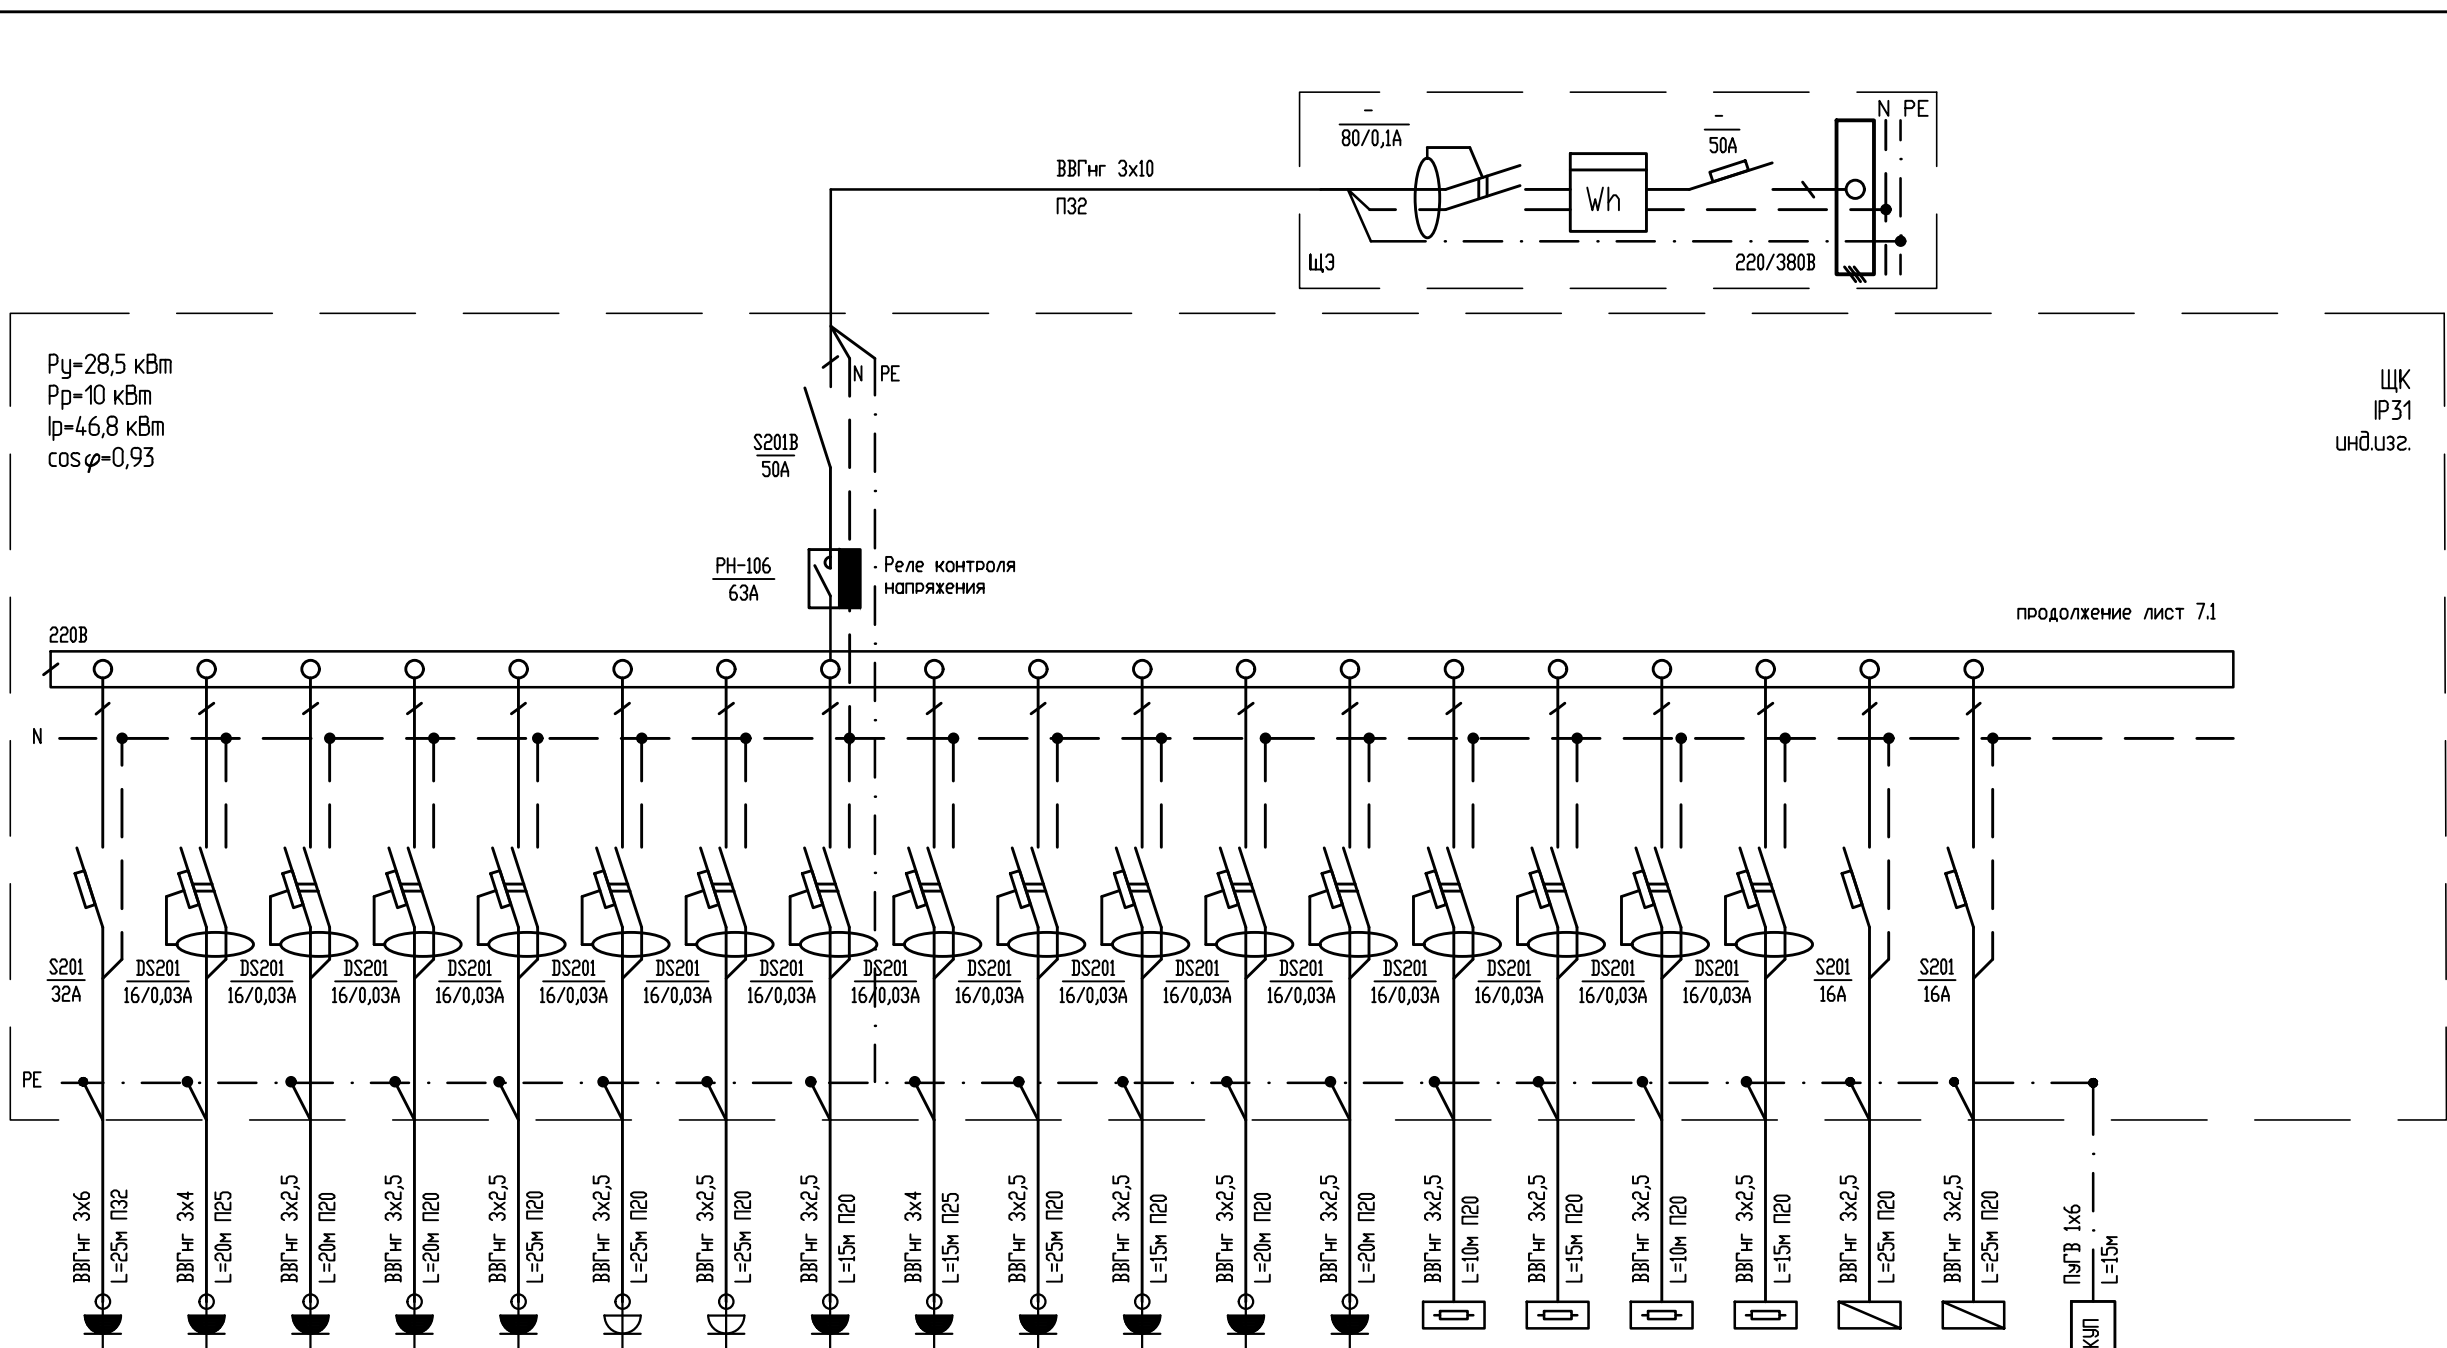 N PE
-
80/0,1А
-
50А
ВВГнг 3х10
П32
Wh
ЩЭ
220/380В
Ру=28,5 кВт
Рр=10 кВт
Iр=46,8 кВт
cos φ=0,93
N PE
ЩК
IP31
инд.изг.
S201В
50А
РН-106
63А
Реле контроля
напряжения
продолжение лист 7.1
220В
N
S201
32А
DS201
16/0,03А
DS201
16/0,03А
DS201
16/0,03А
DS201
16/0,03А
DS201
16/0,03А
DS201
16/0,03А
DS201
16/0,03А
DS201
16/0,03А
DS201
16/0,03А
DS201
16/0,03А
DS201
16/0,03А
DS201
16/0,03А
DS201
16/0,03А
DS201
16/0,03А
DS201
16/0,03А
DS201
16/0,03А
S201
16А
S201
16А
PE
ВВГнг 3х6
L=25м П32
ВВГнг 3х4
L=20м П25
ВВГнг 3х2,5
L=20м П20
ВВГнг 3х2,5
L=20м П20
ВВГнг 3х2,5
L=25м П20
ВВГнг 3х2,5
L=25м П20
ВВГнг 3х2,5
L=25м П20
ВВГнг 3х2,5
L=15м П20
ВВГнг 3х4
L=15м П25
ВВГнг 3х2,5
L=25м П20
ВВГнг 3х2,5
L=15м П20
ВВГнг 3х2,5
L=20м П20
ВВГнг 3х2,5
L=20м П20
ВВГнг 3х2,5
L=10м П20
ВВГнг 3х2,5
L=15м П20
ВВГнг 3х2,5
L=10м П20
ВВГнг 3х2,5
L=15м П20
ВВГнг 3х2,5
L=25м П20
ВВГнг 3х2,5
L=25м П20
ПуГВ 1х6
L=15м
КУП